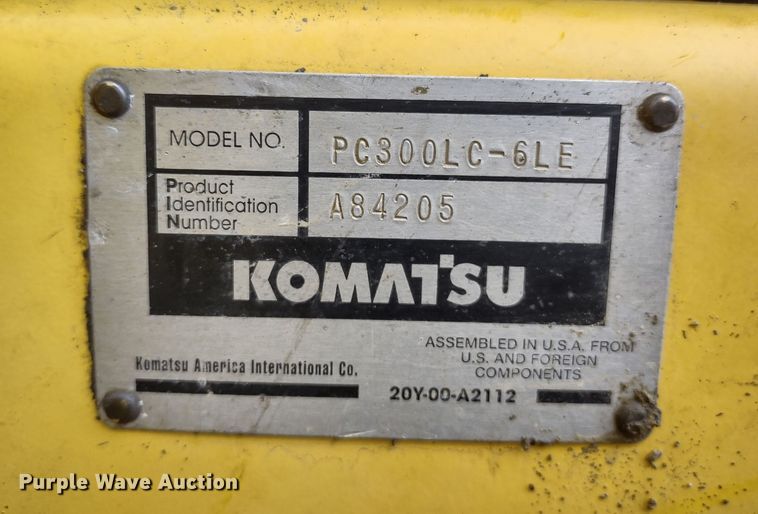 MODEL NO. PC300LC-6LE
Product
Identification A84205
Number
KOMATSU
Komatsu America International Co.
ASSEMBLED IN U.S.A. FROM
U.S. AND FOREIGN
COMPONENTS
20Y-00-A2112
Purple Wave Auction